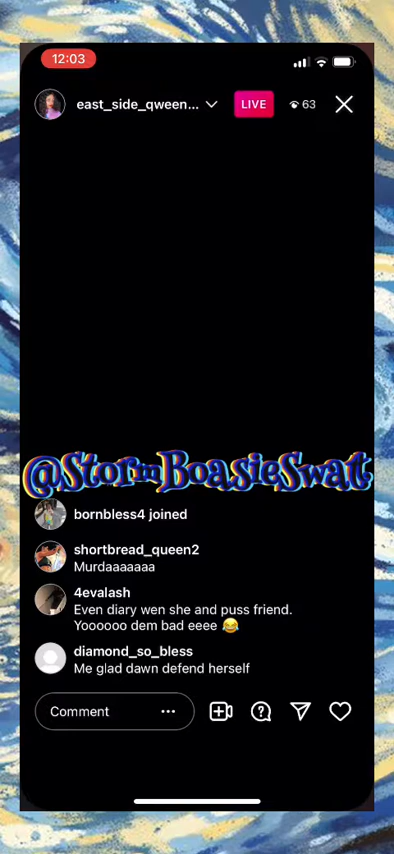 12:03
east_side_qween... LIVE 63
@StormBoasieSwat
bornbless4 joined
shortbread_queen2
Murdaaaaaaa
4evalash
Even diary wen she and puss friend.
Yoooooo dem bad eeee 😂
diamond_so_bless
Me glad dawn defend herself
Comment